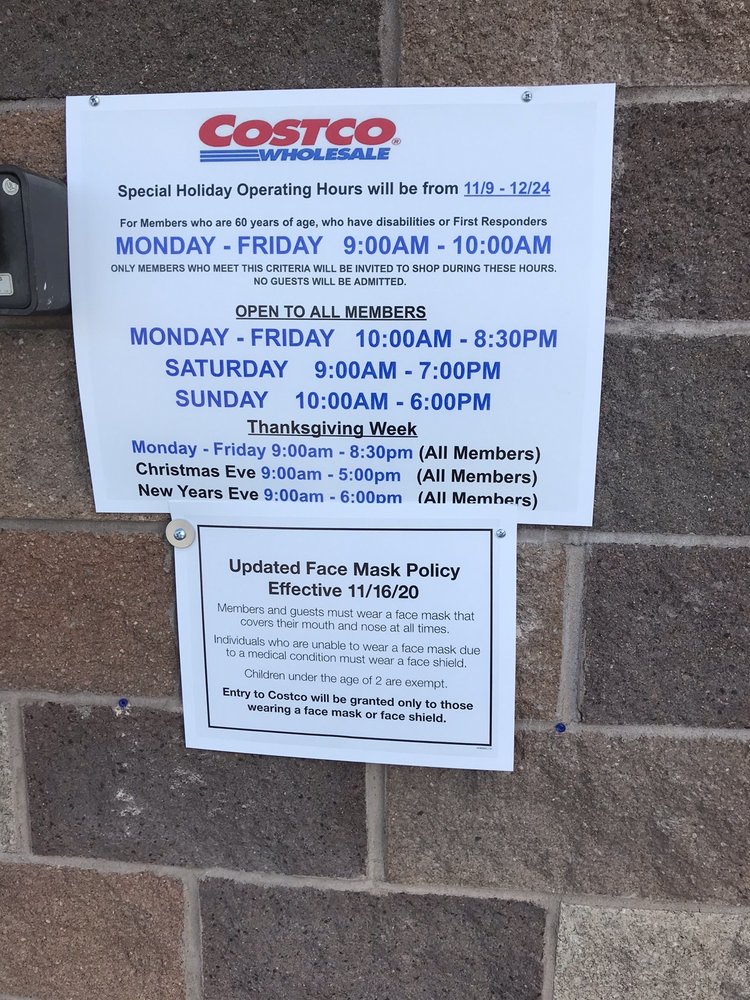 COSTCO®
WHOLESALE
Special Holiday Operating Hours will be from 11/9 - 12/24
For Members who are 60 years of age, who have disabilities or First Responders
MONDAY - FRIDAY 9:00AM - 10:00AM
ONLY MEMBERS WHO MEET THIS CRITERIA WILL BE INVITED TO SHOP DURING THESE HOURS.
NO GUESTS WILL BE ADMITTED.
OPEN TO ALL MEMBERS
MONDAY - FRIDAY 10:00AM - 8:30PM
SATURDAY 9:00AM - 7:00PM
SUNDAY 10:00AM - 6:00PM
Thanksgiving Week
Monday - Friday 9:00am - 8:30pm (All Members)
Christmas Eve 9:00am - 5:00pm (All Members)
New Years Eve 9:00am - 6:00pm (All Members)
Updated Face Mask Policy
Effective 11/16/20
Members and guests must wear a face mask that
covers their mouth and nose at all times.
Individuals who are unable to wear a face mask due
to a medical condition must wear a face shield.
Children under the age of 2 are exempt.
Entry to Costco will be granted only to those
wearing a face mask or face shield.